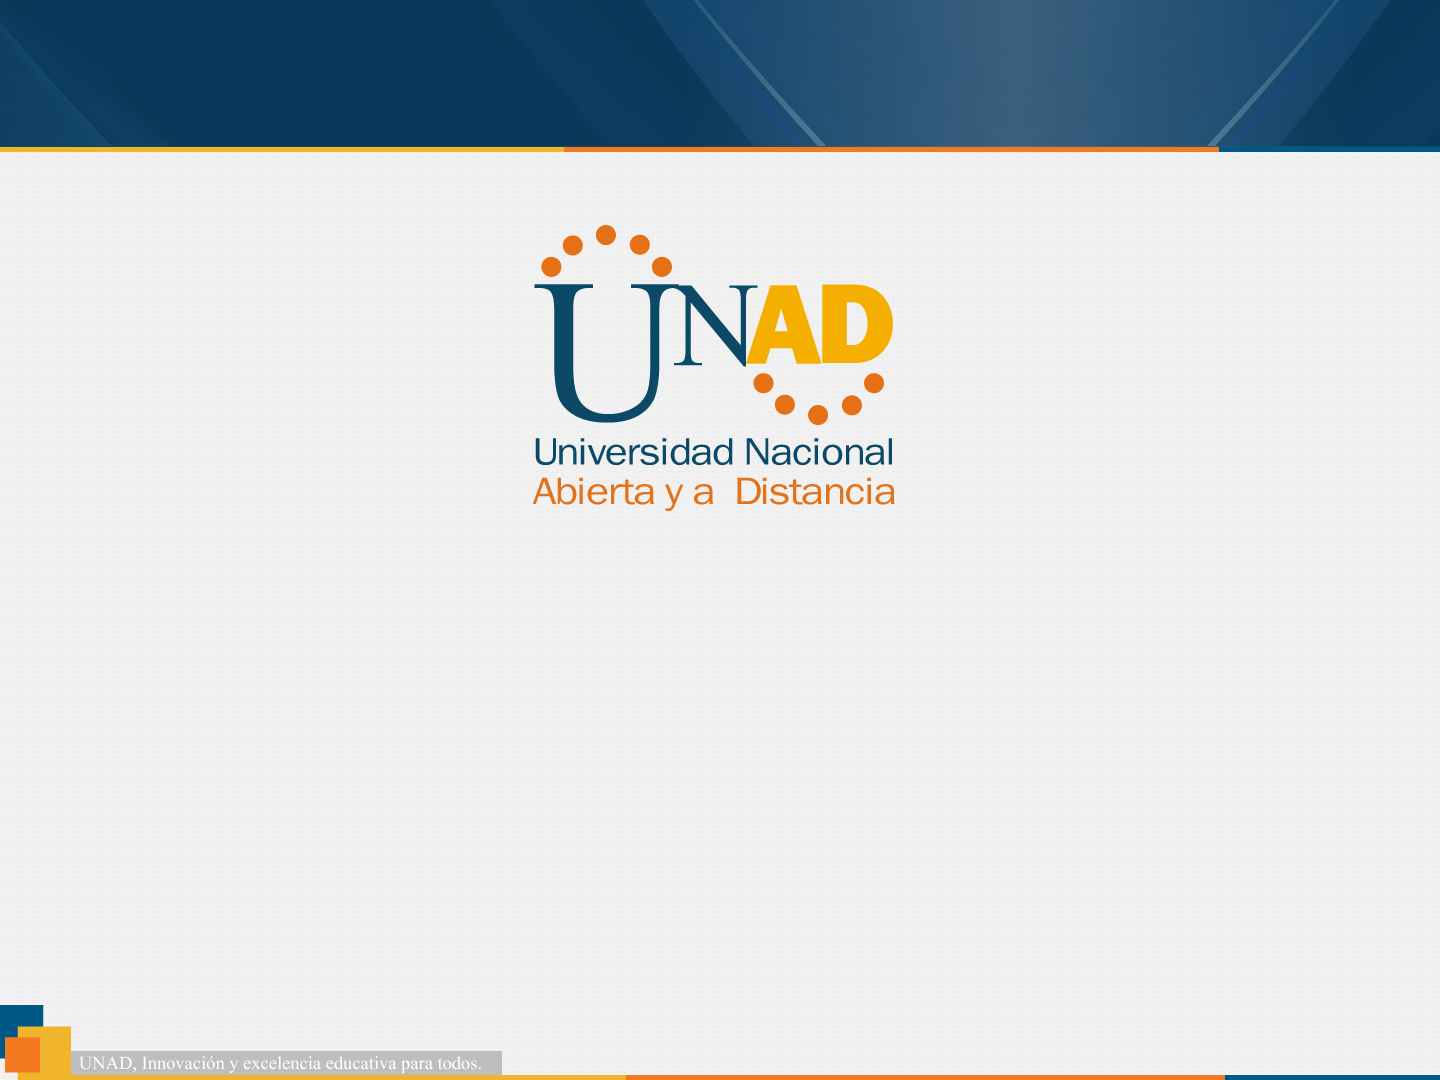 UNAD
Universidad Nacional
Abierta y a Distancia
UNAD, Innovación y excelencia educativa para todos.